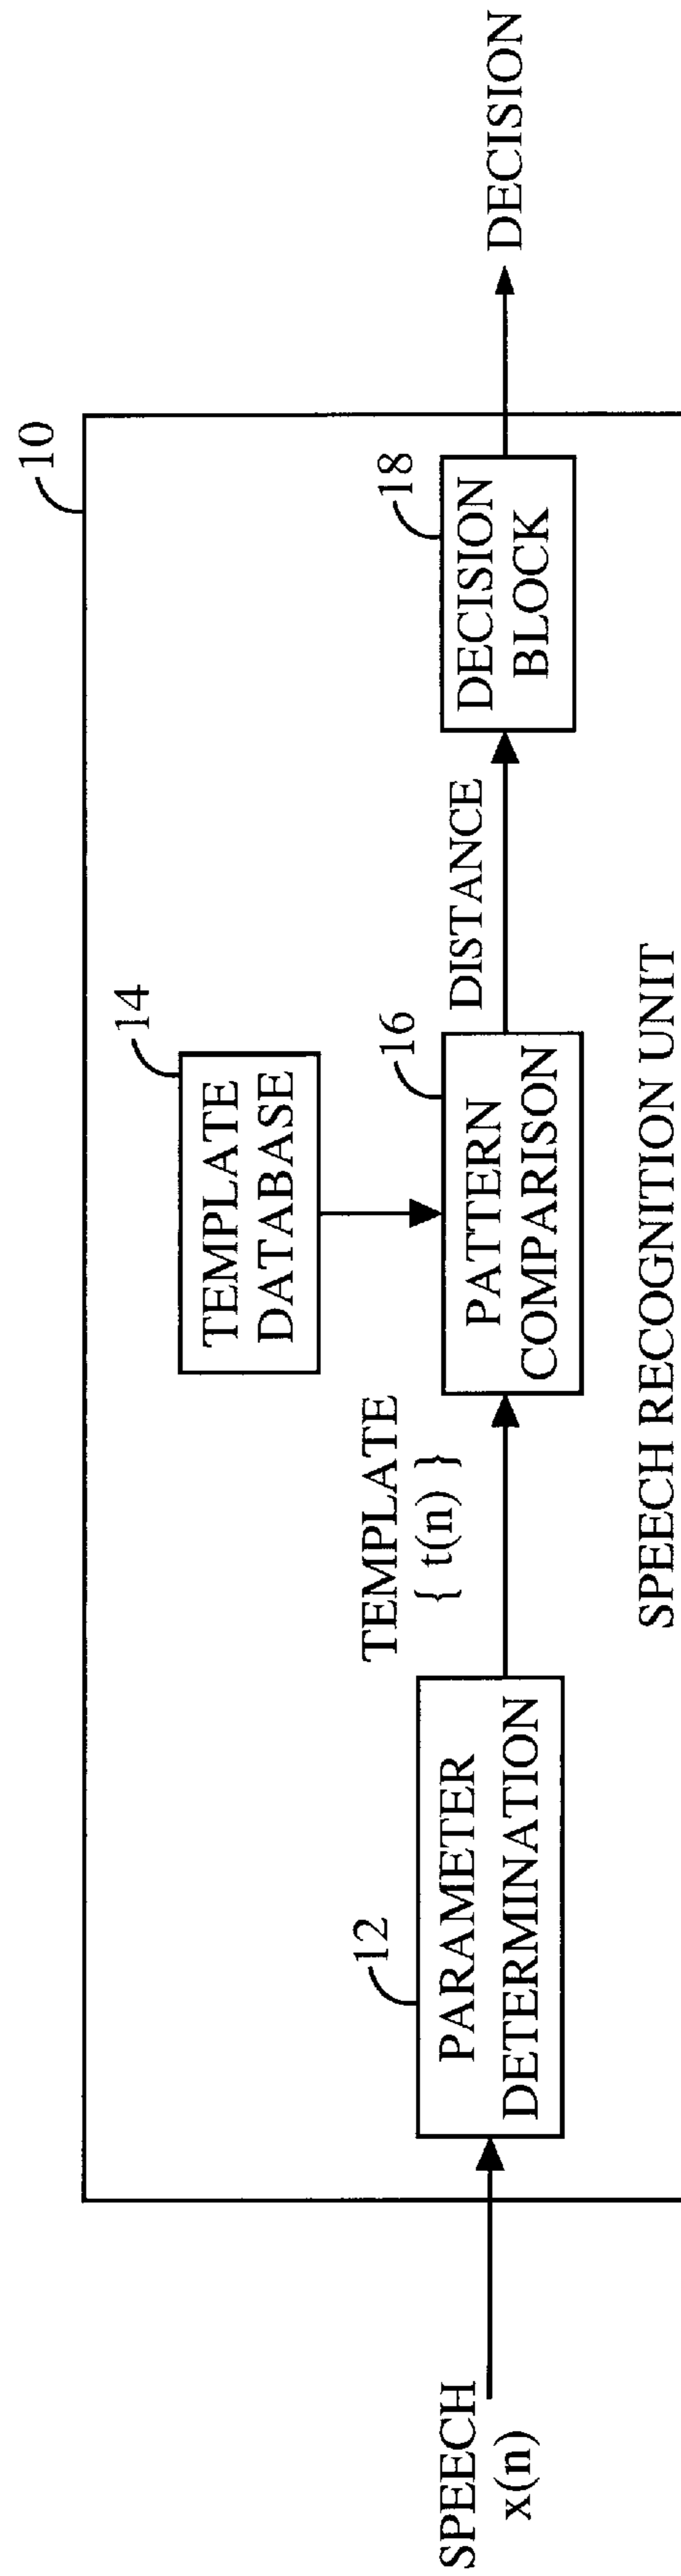 10
14
TEMPLATE
DATABASE
SPEECH
x(n)
12
PARAMETER
DETERMINATION
TEMPLATE
{ t(n) }
16
PATTERN
COMPARISON
DISTANCE
18
DECISION
BLOCK
DECISION
SPEECH RECOGNITION UNIT